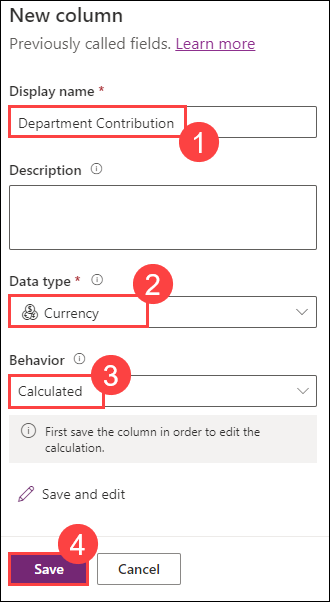 New column
Previously called fields. Learn more
Display name *
Department Contribution
1
Description
Data type *
2
Currency
Behavior
3
Calculated
First save the column in order to edit the
calculation.
Save and edit
4
Save Cancel